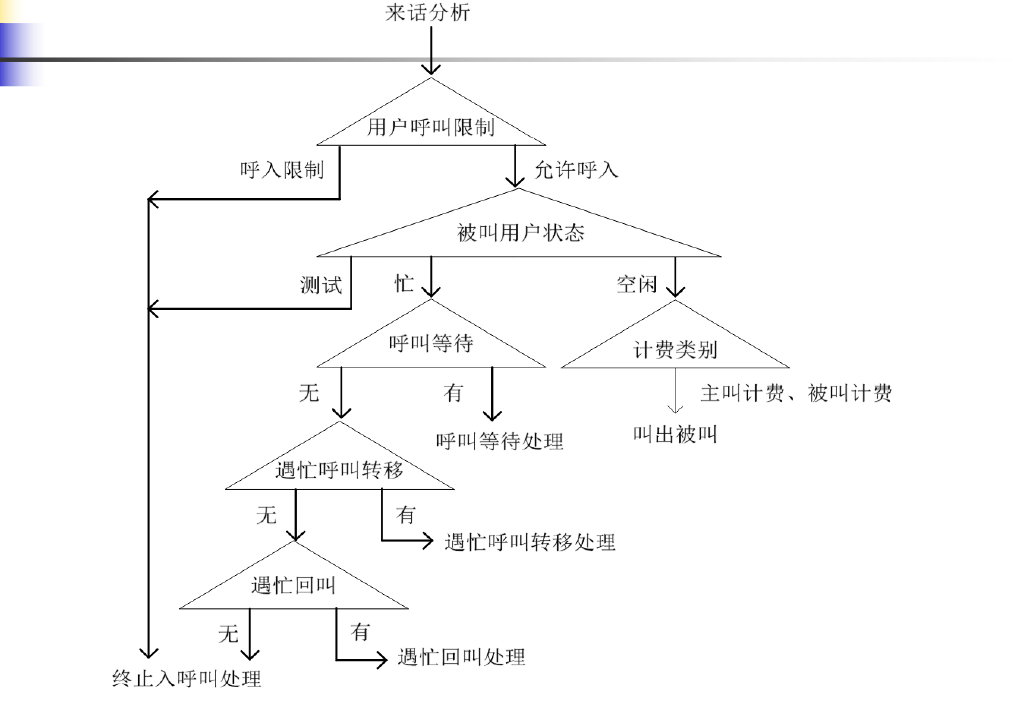 来话分析
用户呼叫限制
呼入限制
允许呼入
被叫用户状态
测试
忙
空闲
呼叫等待
计费类别
无
有
主叫计费、被叫计费
呼叫等待处理
叫出被叫
遇忙呼叫转移
无
有
遇忙呼叫转移处理
遇忙回叫
无
有
遇忙回叫处理
终止入呼叫处理